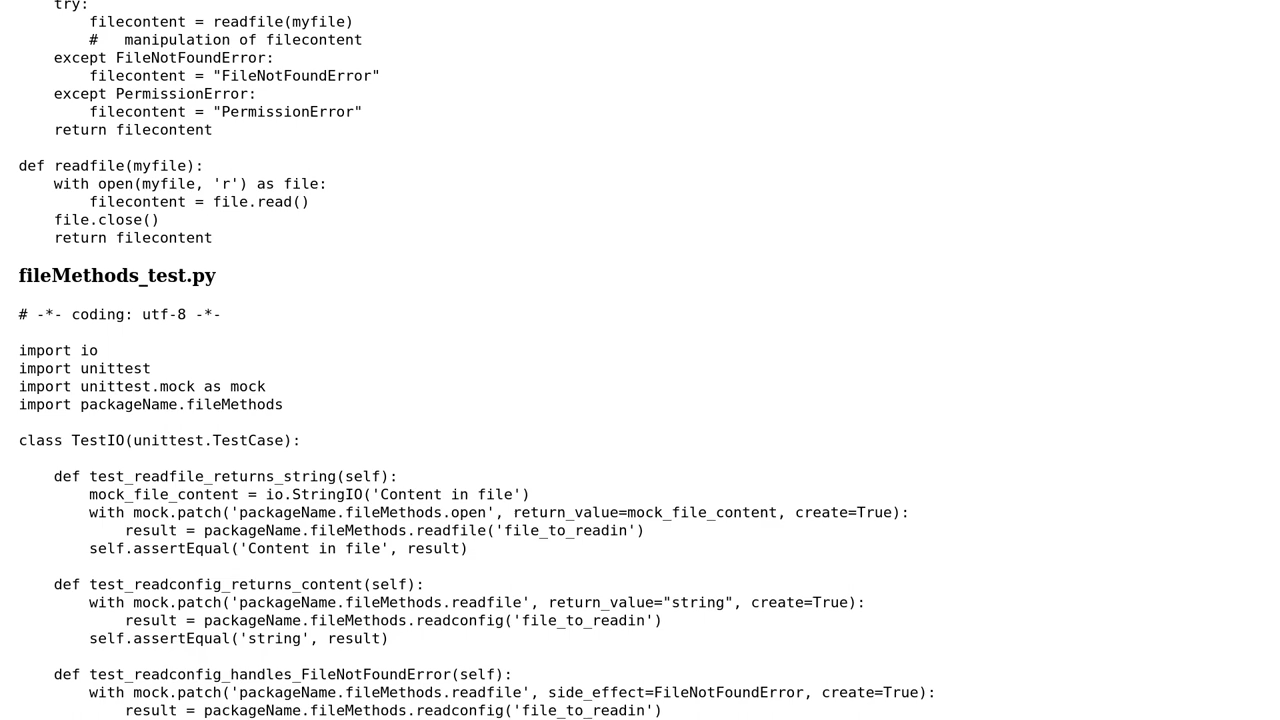 try:
        filecontent = readfile(myfile)
        #   manipulation of filecontent
    except FileNotFoundError:
        filecontent = "FileNotFoundError"
    except PermissionError:
        filecontent = "PermissionError"
    return filecontent

def readfile(myfile):
    with open(myfile, 'r') as file:
        filecontent = file.read()
    file.close()
    return filecontent

fileMethods_test.py

# -*- coding: utf-8 -*-

import io
import unittest
import unittest.mock as mock
import packageName.fileMethods

class TestIO(unittest.TestCase):

    def test_readfile_returns_string(self):
        mock_file_content = io.StringIO('Content in file')
        with mock.patch('packageName.fileMethods.open', return_value=mock_file_content, create=True):
            result = packageName.fileMethods.readfile('file_to_readin')
        self.assertEqual('Content in file', result)

    def test_readconfig_returns_content(self):
        with mock.patch('packageName.fileMethods.readfile', return_value="string", create=True):
            result = packageName.fileMethods.readconfig('file_to_readin')
        self.assertEqual('string', result)

    def test_readconfig_handles_FileNotFoundError(self):
        with mock.patch('packageName.fileMethods.readfile', side_effect=FileNotFoundError, create=True):
            result = packageName.fileMethods.readconfig('file_to_readin')